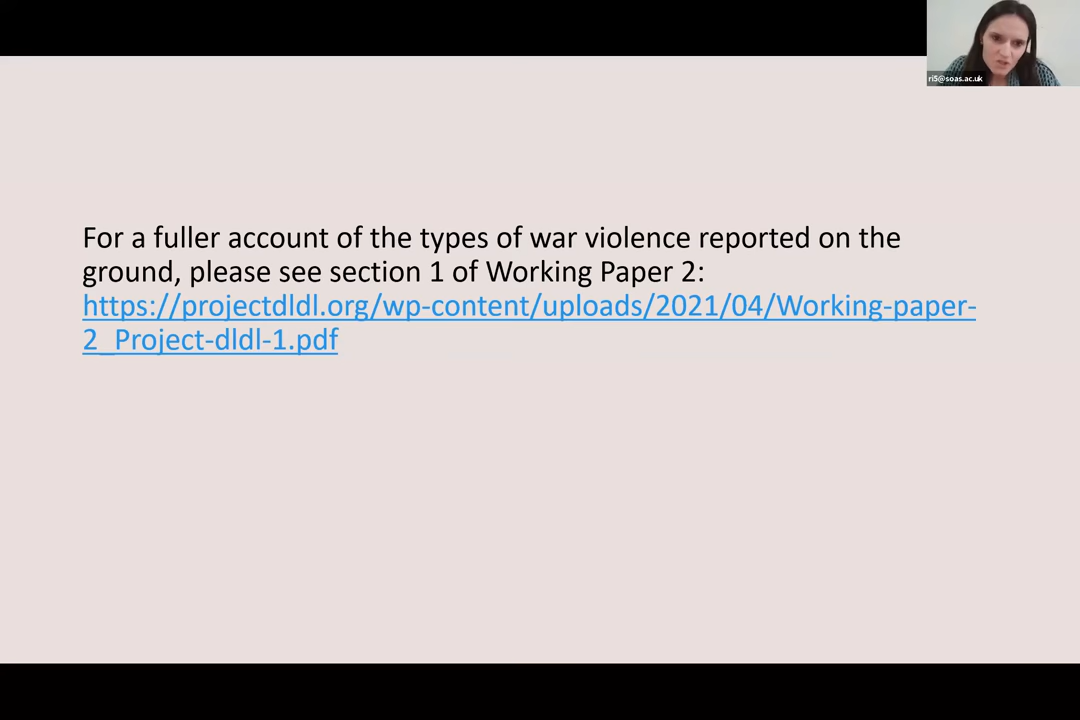 ri5@soas.ac.uk
For a fuller account of the types of war violence reported on the
ground, please see section 1 of Working Paper 2:
https://projectdldl.org/wp-content/uploads/2021/04/Working-paper-
2_Project-dldl-1.pdf